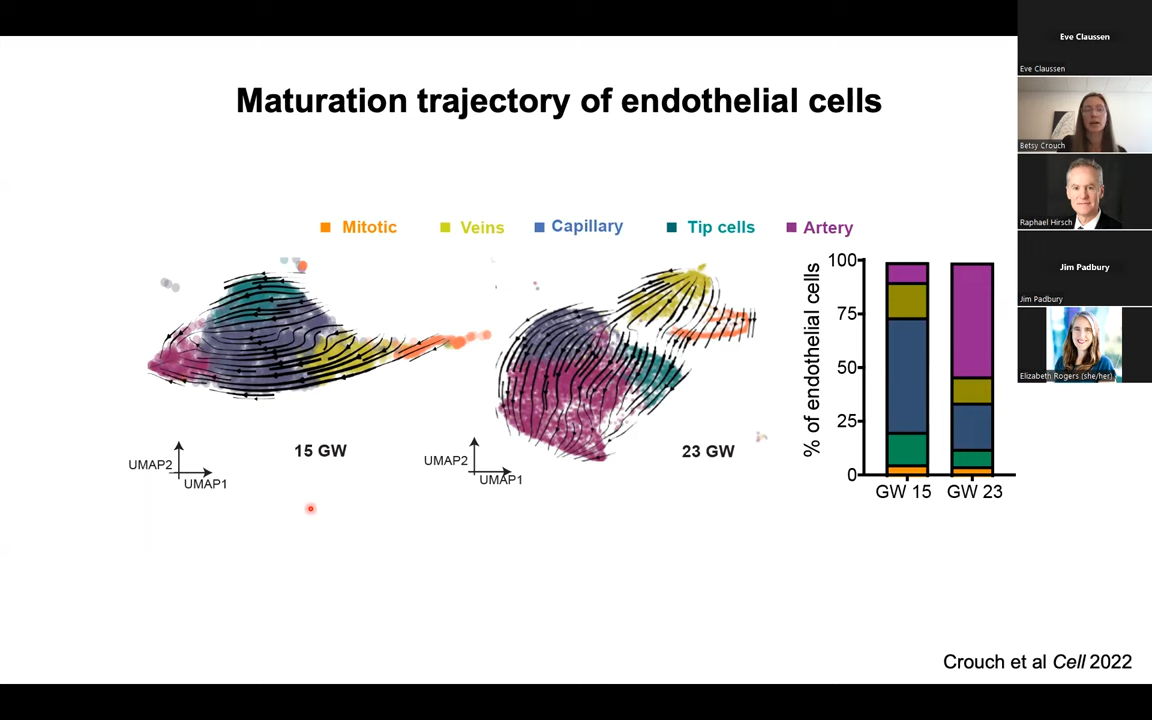 Maturation trajectory of endothelial cells
Mitotic
Veins
Capillary
Tip cells
Artery
UMAP2
UMAP1
15 GW
UMAP2
UMAP1
23 GW
% of endothelial cells
100
75
50
25
0
GW 15
GW 23
Crouch et al Cell 2022
Eve Claussen
Eve Claussen
Betsy Crouch
Raphael Hirsch
Jim Padbury
Jim Padbury
Elizabeth Rogers (she/her)